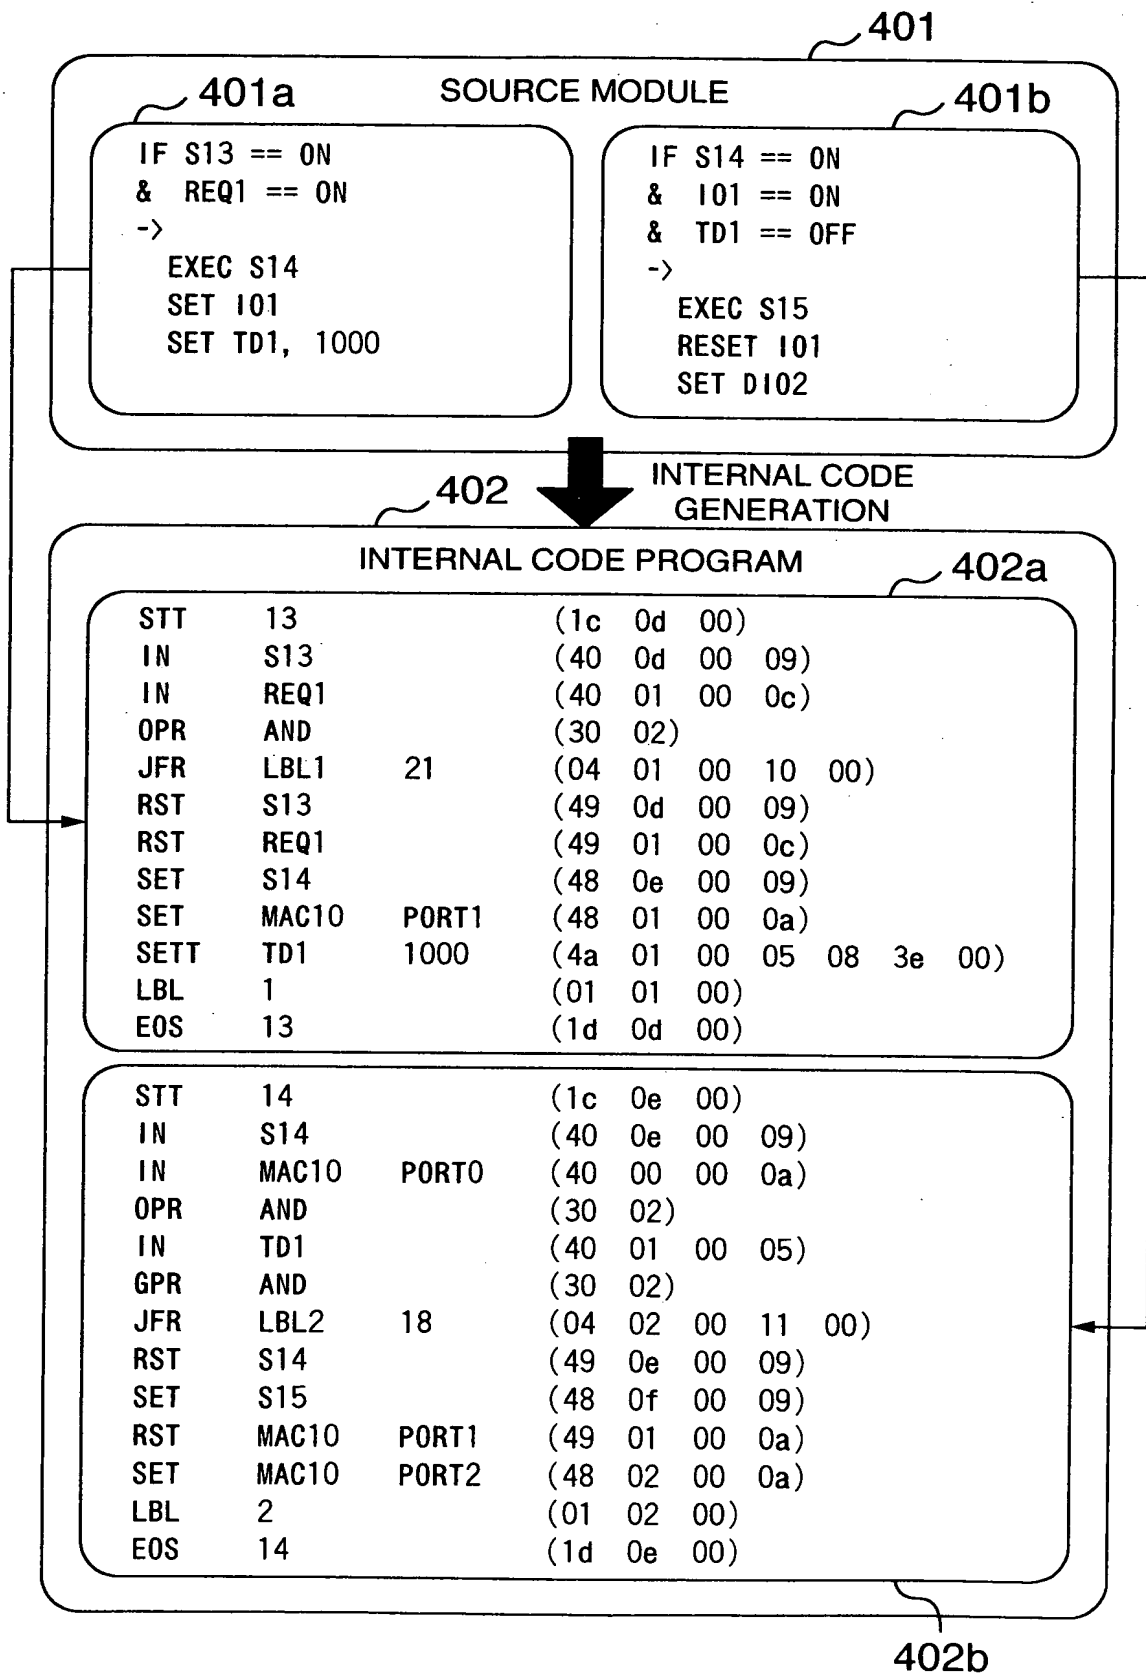 401
SOURCE MODULE
401a
IF S13 == ON
& REQ1 == ON
->
EXEC S14
SET I01
SET TD1, 1000
401b
IF S14 == ON
& I01 == ON
& TD1 == OFF
->
EXEC S15
RESET I01
SET DI02
INTERNAL CODE
GENERATION
402
INTERNAL CODE PROGRAM
402a
STT 13 (1c 0d 00)
IN S13 (40 0d 00 09)
IN REQ1 (40 01 00 0c)
OPR AND (30 02)
JFR LBL1 21 (04 01 00 10 00)
RST S13 (49 0d 00 09)
RST REQ1 (49 01 00 0c)
SET S14 (48 0e 00 09)
SET MAC10 PORT1 (48 01 00 0a)
SETT TD1 1000 (4a 01 00 05 08 3e 00)
LBL 1 (01 01 00)
EOS 13 (1d 0d 00)
STT 14 (1c 0e 00)
IN S14 (40 0e 00 09)
IN MAC10 PORT0 (40 00 00 0a)
OPR AND (30 02)
IN TD1 (40 01 00 05)
GPR AND (30 02)
JFR LBL2 18 (04 02 00 11 00)
RST S14 (49 0e 00 09)
SET S15 (48 0f 00 09)
RST MAC10 PORT1 (49 01 00 0a)
SET MAC10 PORT2 (48 02 00 0a)
LBL 2 (01 02 00)
EOS 14 (1d 0e 00)
402b